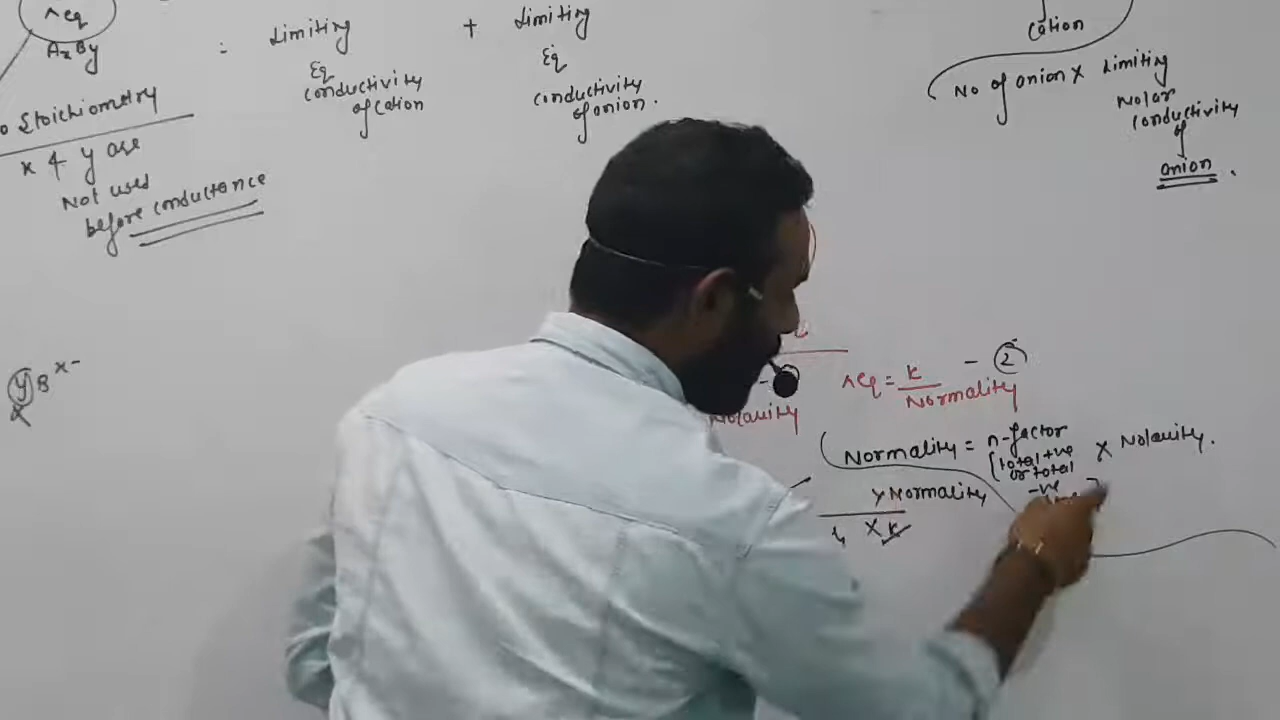 Λeq
AxBy
= Limiting Eq conductivity of cation + Limiting Eq conductivity of anion.
Stoichiometry
x & y are
Not used
before conductance
cation
No of anion x Limiting
Molar
conductivity
of
anion.
y B x-
Molarity
Λeq = K
Normality
- 2
Normality = n-factor x Molarity.
(total +ve
or total
-ve
Normality
x K